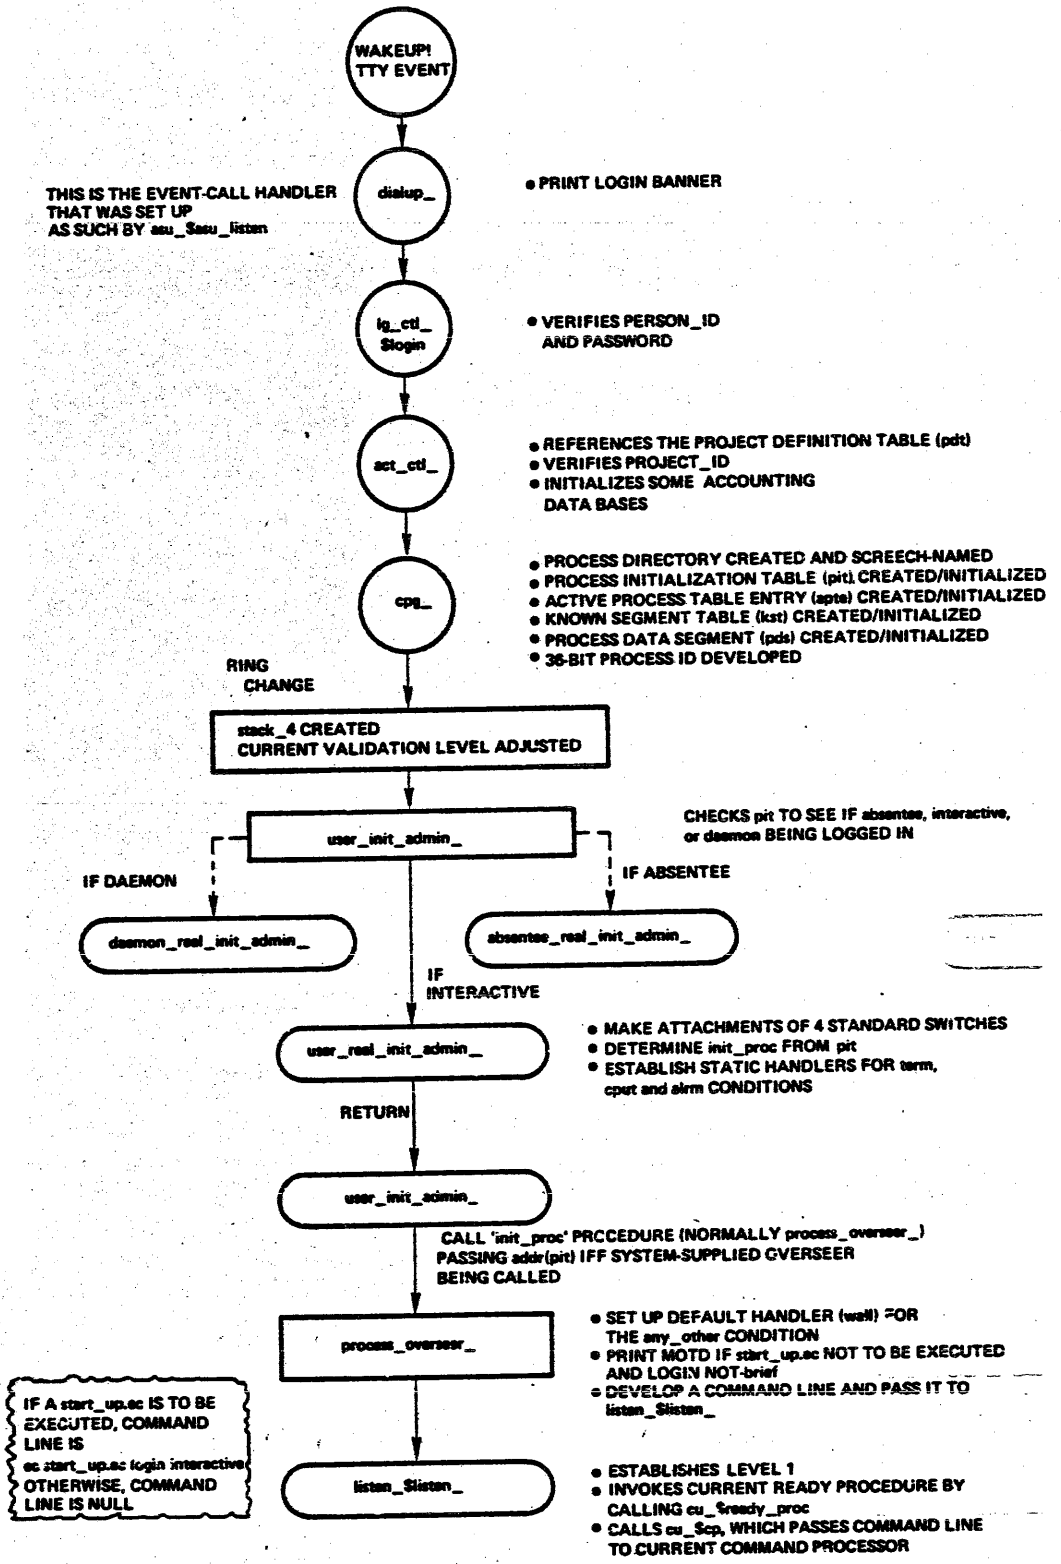 WAKEUP!
TTY EVENT
dialup_
THIS IS THE EVENT-CALL HANDLER
THAT WAS SET UP
AS SUCH BY asu_$asu_listen
● PRINT LOGIN BANNER
lg_ctl_
$login
● VERIFIES PERSON_ID
AND PASSWORD
act_ctl_
● REFERENCES THE PROJECT DEFINITION TABLE (pdt)
● VERIFIES PROJECT_ID
● INITIALIZES SOME ACCOUNTING
DATA BASES
cpg_
● PROCESS DIRECTORY CREATED AND SCREECH-NAMED
● PROCESS INITIALIZATION TABLE (pit) CREATED/INITIALIZED
● ACTIVE PROCESS TABLE ENTRY (apte) CREATED/INITIALIZED
● KNOWN SEGMENT TABLE (kst) CREATED/INITIALIZED
● PROCESS DATA SEGMENT (pds) CREATED/INITIALIZED
● 36-BIT PROCESS ID DEVELOPED
RING
CHANGE
stack_4 CREATED
CURRENT VALIDATION LEVEL ADJUSTED
user_init_admin_
CHECKS pit TO SEE IF absentee, interactive,
or daemon BEING LOGGED IN
IF DAEMON
IF ABSENTEE
daemon_real_init_admin_
absentee_real_init_admin_
IF
INTERACTIVE
user_real_init_admin_
● MAKE ATTACHMENTS OF 4 STANDARD SWITCHES
● DETERMINE init_proc FROM pit
● ESTABLISH STATIC HANDLERS FOR term,
cput and alrm CONDITIONS
RETURN
user_init_admin_
CALL 'init_proc' PROCEDURE (NORMALLY process_overseer_)
PASSING addr(pit) IFF SYSTEM-SUPPLIED OVERSEER
BEING CALLED
process_overseer_
● SET UP DEFAULT HANDLER (wall) FOR
THE any_other CONDITION
● PRINT MOTD IF start_up.ec NOT TO BE EXECUTED
AND LOGIN NOT-brief
● DEVELOP A COMMAND LINE AND PASS IT TO
listen_$listen_
IF A start_up.ec IS TO BE
EXECUTED, COMMAND
LINE IS
ec start_up.ec login interactive
OTHERWISE, COMMAND
LINE IS NULL
listen_$listen_
● ESTABLISHES LEVEL 1
● INVOKES CURRENT READY PROCEDURE BY
CALLING cu_$ready_proc
● CALLS cu_$cp, WHICH PASSES COMMAND LINE
TO CURRENT COMMAND PROCESSOR